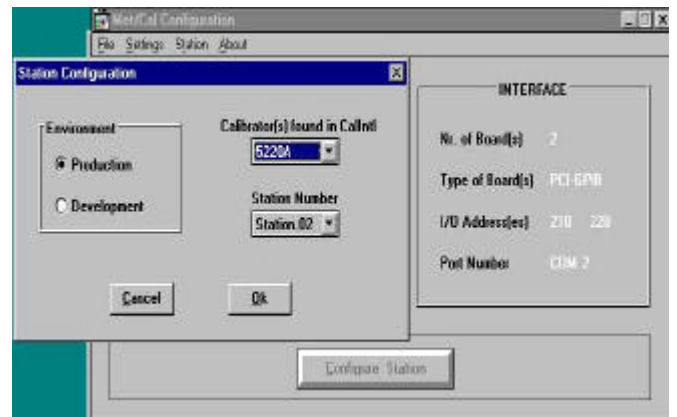 Met/Cal Configuration
File Settings Station About
Station Configuration
Environment
Production
Development
Calibrator(s) found in CalIntl
5220A
Station Number
Station 02
Cancel
Ok
INTERFACE
Nr. of Board(s) 2
Type of Board(s) PCI-GPIB
I/O Address(es) 210 220
Port Number COM 2
Configure Station